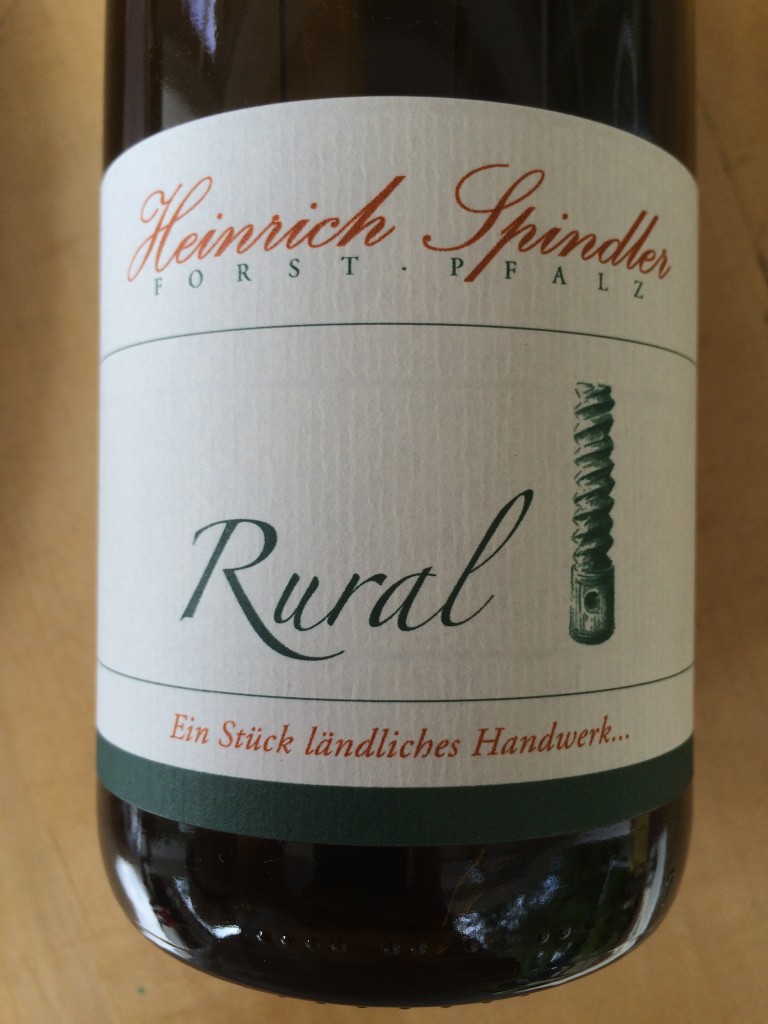 Heinrich Spindler
FORST · PFALZ
Rural
Ein Stück ländliches Handwerk...